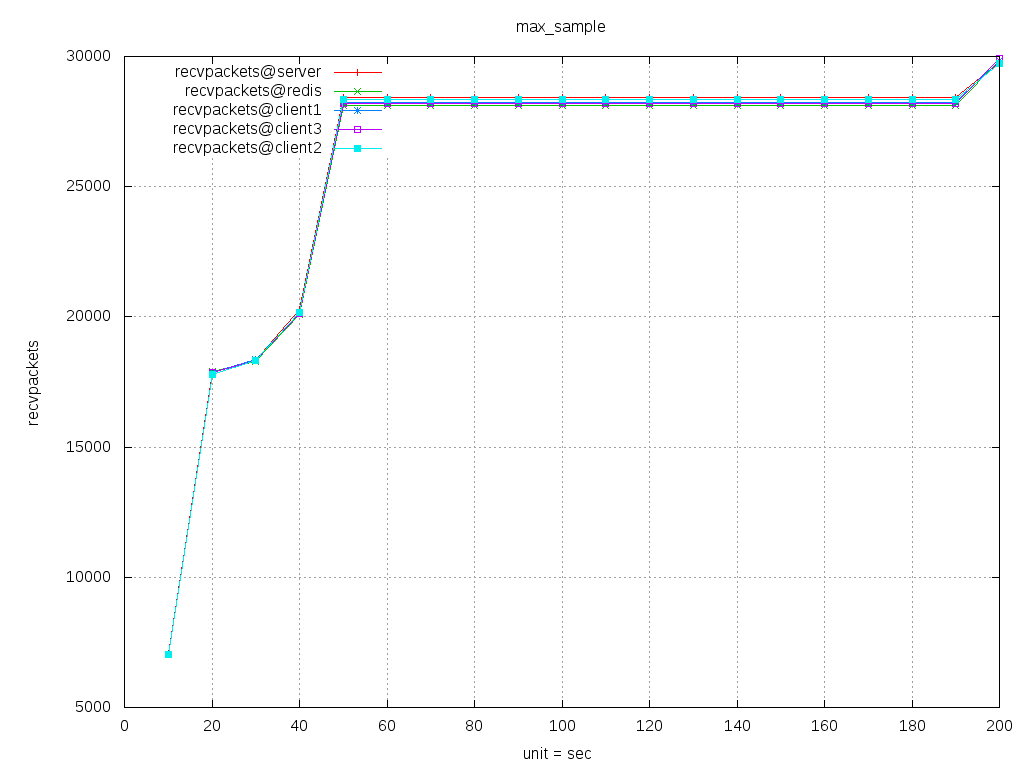 max_sample
30000
25000
20000
15000
10000
5000
recvpackets
recvpackets@server
recvpackets@redis
recvpackets@client1
recvpackets@client3
recvpackets@client2
0 20 40 60 80 100 120 140 160 180 200
unit = sec